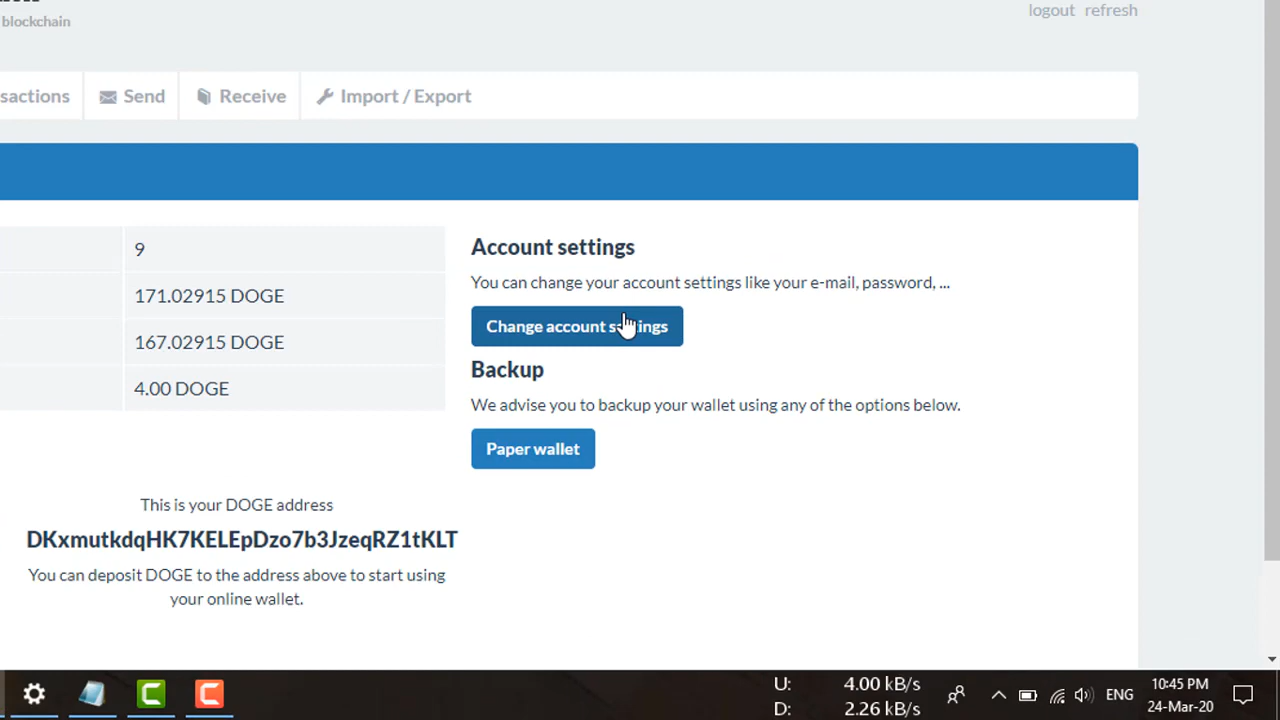 blockchain
logout refresh
sactions
Send
Receive
Import / Export
9
171.02915 DOGE
167.02915 DOGE
4.00 DOGE
Account settings
You can change your account settings like your e-mail, password, ...
Change account settings
Backup
We advise you to backup your wallet using any of the options below.
Paper wallet
This is your DOGE address
DKxmutkdqHK7KELEpDzo7b3JzeqRZ1tKLT
You can deposit DOGE to the address above to start using
your online wallet.
U: 4.00 kB/s
D: 2.26 kB/s
ENG
10:45 PM
24-Mar-20